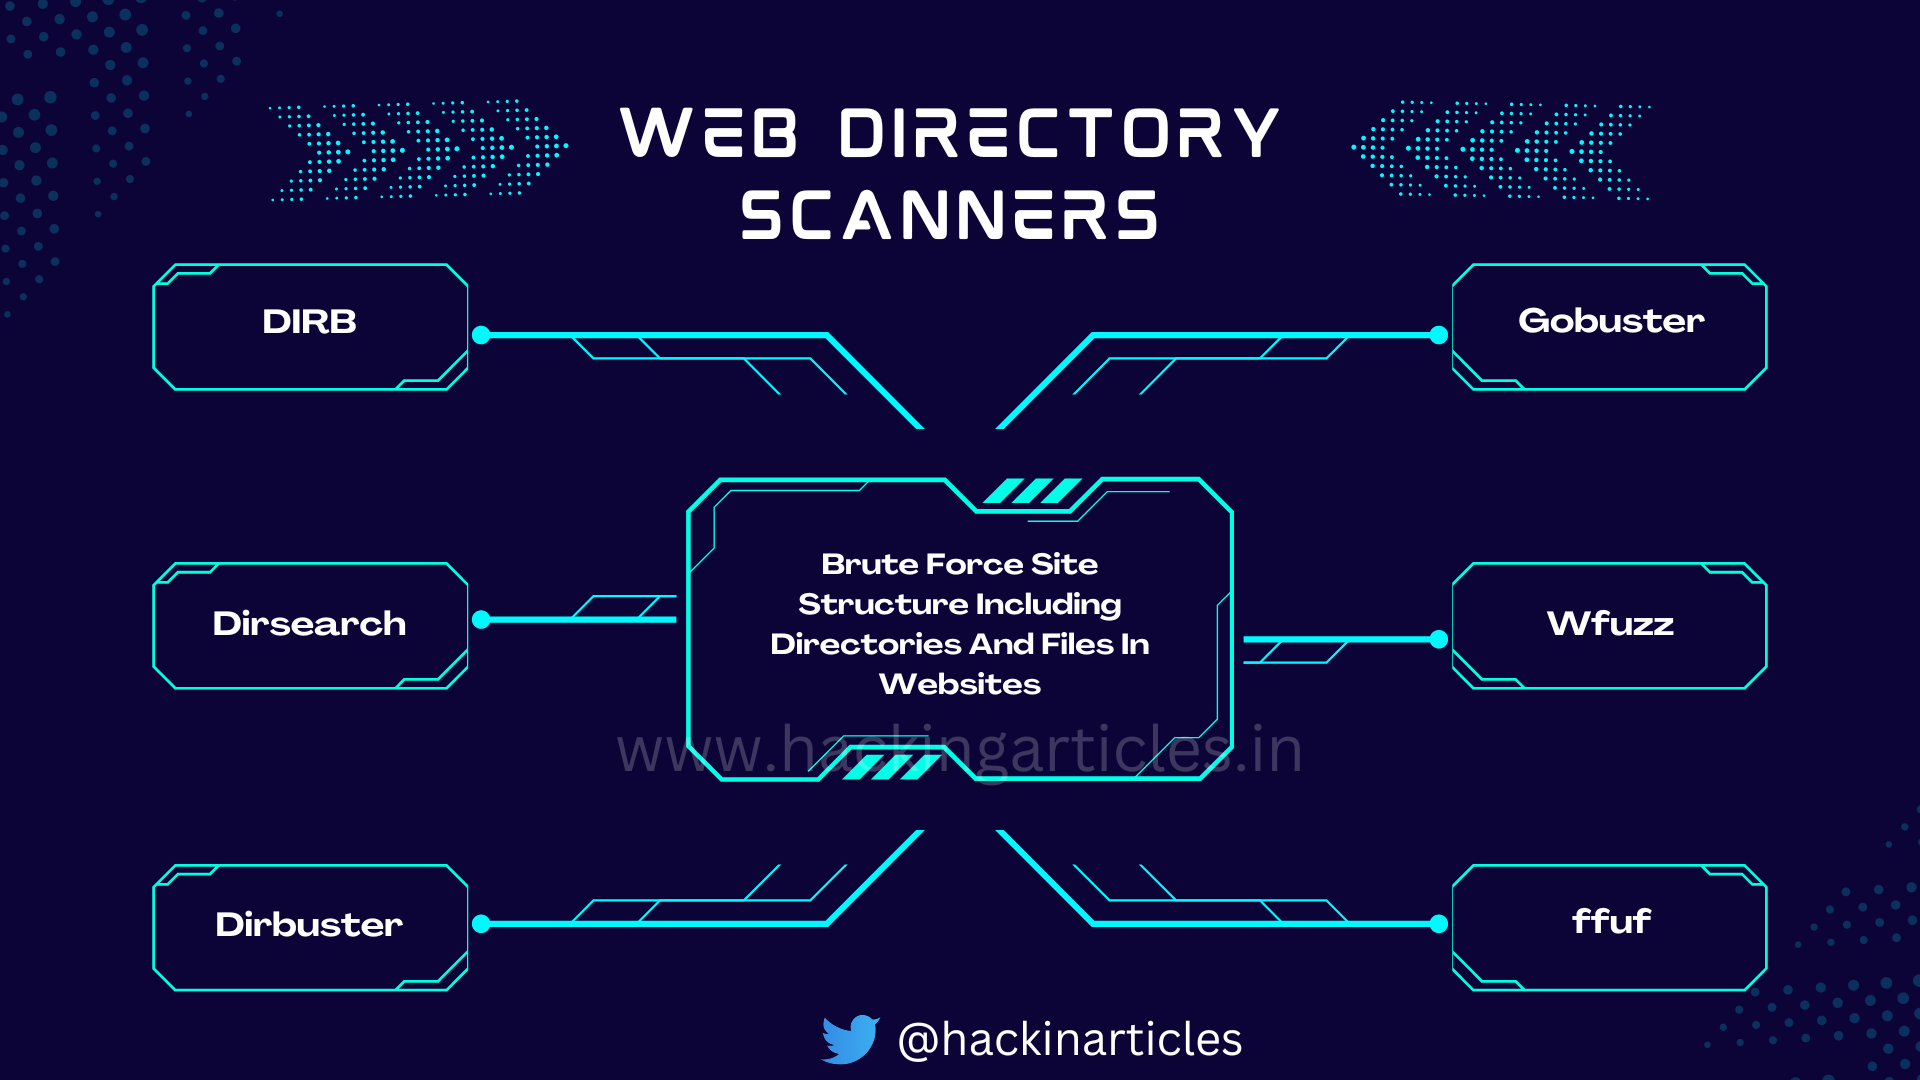 WEB DIRECTORY
SCANNERS
DIRB
Gobuster
Brute Force Site
Structure Including
Directories And Files In
Websites
Dirsearch
Wfuzz
www.hackingarticles.in
Dirbuster
ffuf
@hackinarticles